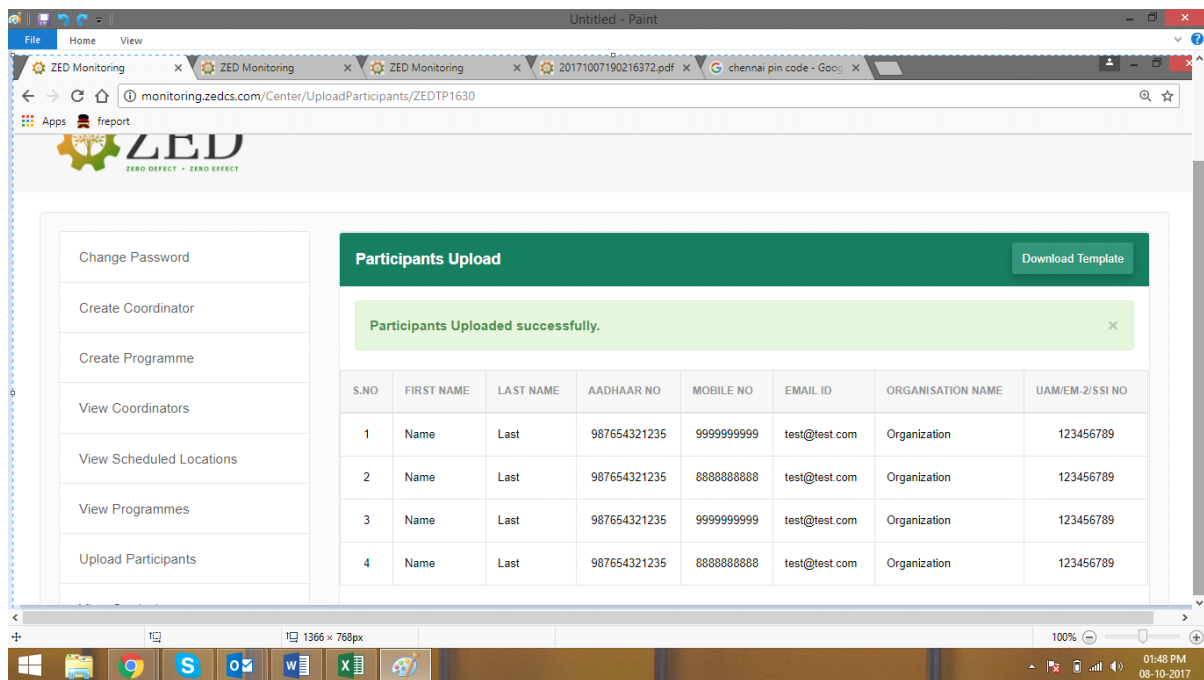 Untitled - Paint
File Home View
ZED Monitoring ZED Monitoring ZED Monitoring 20171007190216372.pdf chennai pin code - Goog
monitoring.zedcs.com/Center/UploadParticipants/ZEDTP1630
Apps freport
ZED
ZERO DEFECT • ZERO EFFECT
Change Password
Create Coordinator
Create Programme
View Coordinators
View Scheduled Locations
View Programmes
Upload Participants
Participants Upload Download Template
Participants Uploaded successfully. ×
S.NO FIRST NAME LAST NAME AADHAAR NO MOBILE NO EMAIL ID ORGANISATION NAME UAM/EM-2/SSI NO
1 Name Last 987654321235 9999999999 test@test.com Organization 123456789
2 Name Last 987654321235 8888888888 test@test.com Organization 123456789
3 Name Last 987654321235 9999999999 test@test.com Organization 123456789
4 Name Last 987654321235 8888888888 test@test.com Organization 123456789
1366 × 768px 100%
01:48 PM
08-10-2017